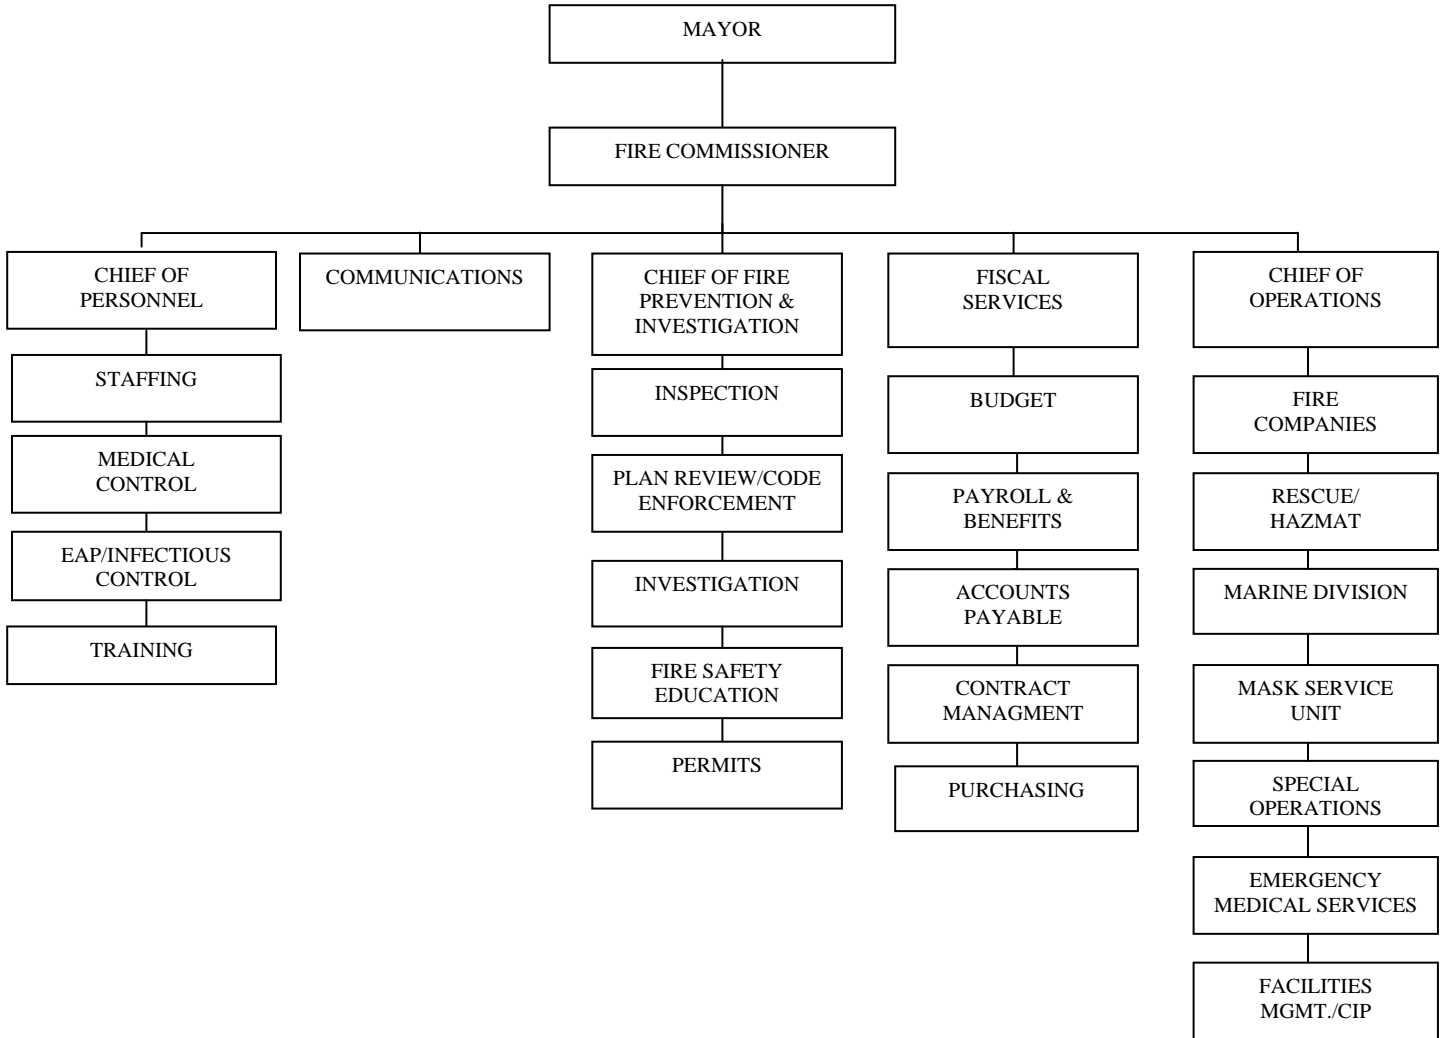 MAYOR
FIRE COMMISSIONER
CHIEF OF
PERSONNEL
STAFFING
MEDICAL
CONTROL
EAP/INFECTIOUS
CONTROL
TRAINING
COMMUNICATIONS
CHIEF OF FIRE
PREVENTION &
INVESTIGATION
INSPECTION
PLAN REVIEW/CODE
ENFORCEMENT
INVESTIGATION
FIRE SAFETY
EDUCATION
PERMITS
FISCAL
SERVICES
BUDGET
PAYROLL &
BENEFITS
ACCOUNTS
PAYABLE
CONTRACT
MANAGMENT
PURCHASING
CHIEF OF
OPERATIONS
FIRE
COMPANIES
RESCUE/
HAZMAT
MARINE DIVISION
MASK SERVICE
UNIT
SPECIAL
OPERATIONS
EMERGENCY
MEDICAL SERVICES
FACILITIES
MGMT./CIP